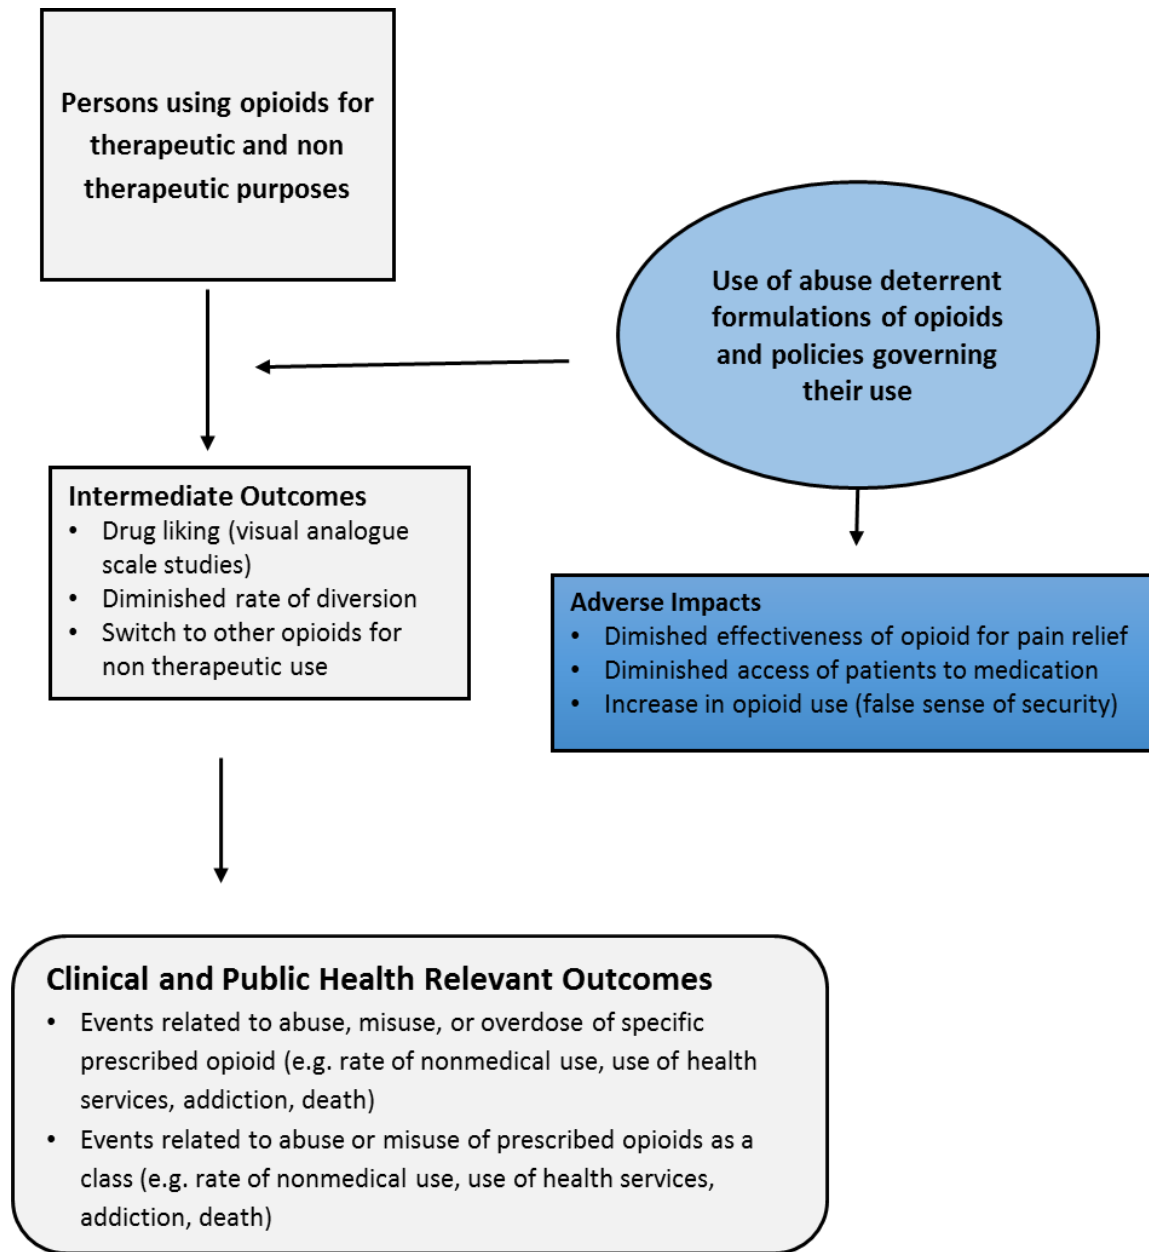 Persons using opioids for
therapeutic and non
therapeutic purposes
Use of abuse deterrent
formulations of opioids
and policies governing
their use
Intermediate Outcomes
• Drug liking (visual analogue
scale studies)
• Diminished rate of diversion
• Switch to other opioids for
non therapeutic use
Adverse Impacts
• Dimished effectiveness of opioid for pain relief
• Diminished access of patients to medication
• Increase in opioid use (false sense of security)
Clinical and Public Health Relevant Outcomes
• Events related to abuse, misuse, or overdose of specific
prescribed opioid (e.g. rate of nonmedical use, use of health
services, addiction, death)
• Events related to abuse or misuse of prescribed opioids as a
class (e.g. rate of nonmedical use, use of health services,
addiction, death)